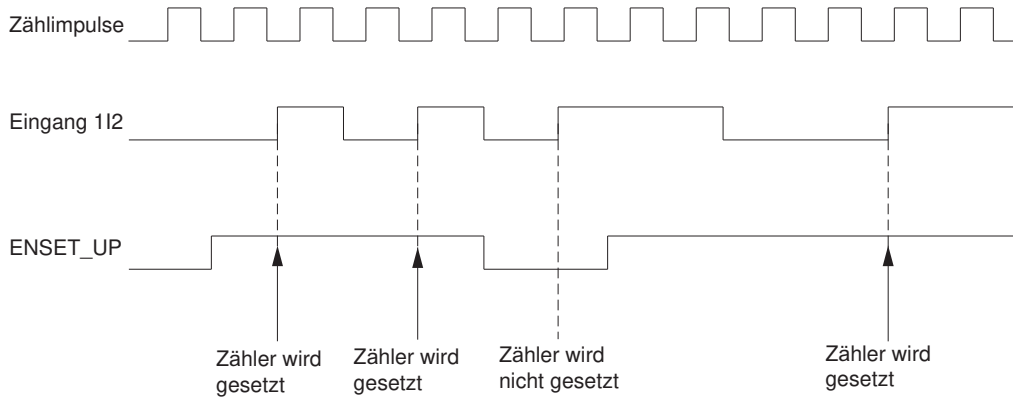 Zählimpulse
Eingang 1I2
ENSET_UP
Zähler wird
gesetzt
Zähler wird
gesetzt
Zähler wird
nicht gesetzt
Zähler wird
gesetzt